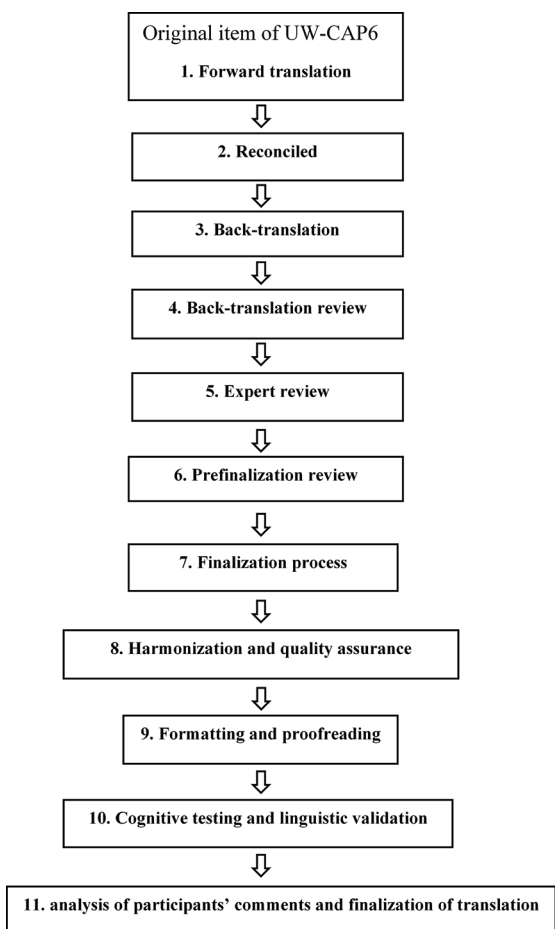 Original item of UW-CAP6
1. Forward translation
2. Reconciled
3. Back-translation
4. Back-translation review
5. Expert review
6. Prefinalization review
7. Finalization process
8. Harmonization and quality assurance
9. Formatting and proofreading
10. Cognitive testing and linguistic validation
11. analysis of participants’ comments and finalization of translation